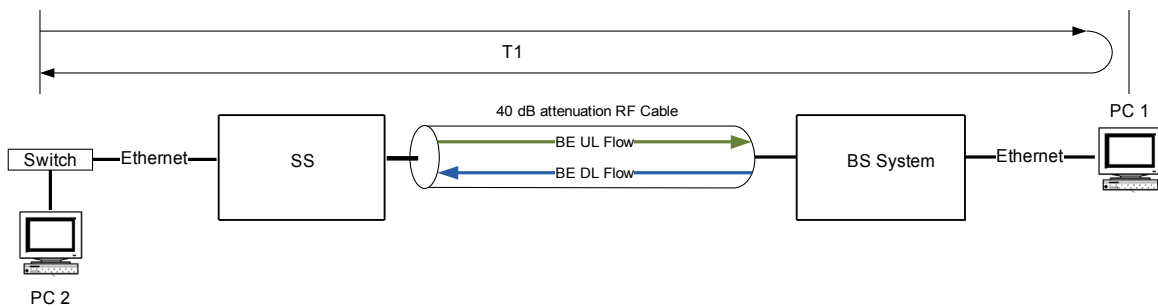 T1
40 dB attenuation RF Cable
PC 1
BE UL Flow
Switch
Ethernet
SS
BS System
Ethernet
BE DL Flow
PC 2